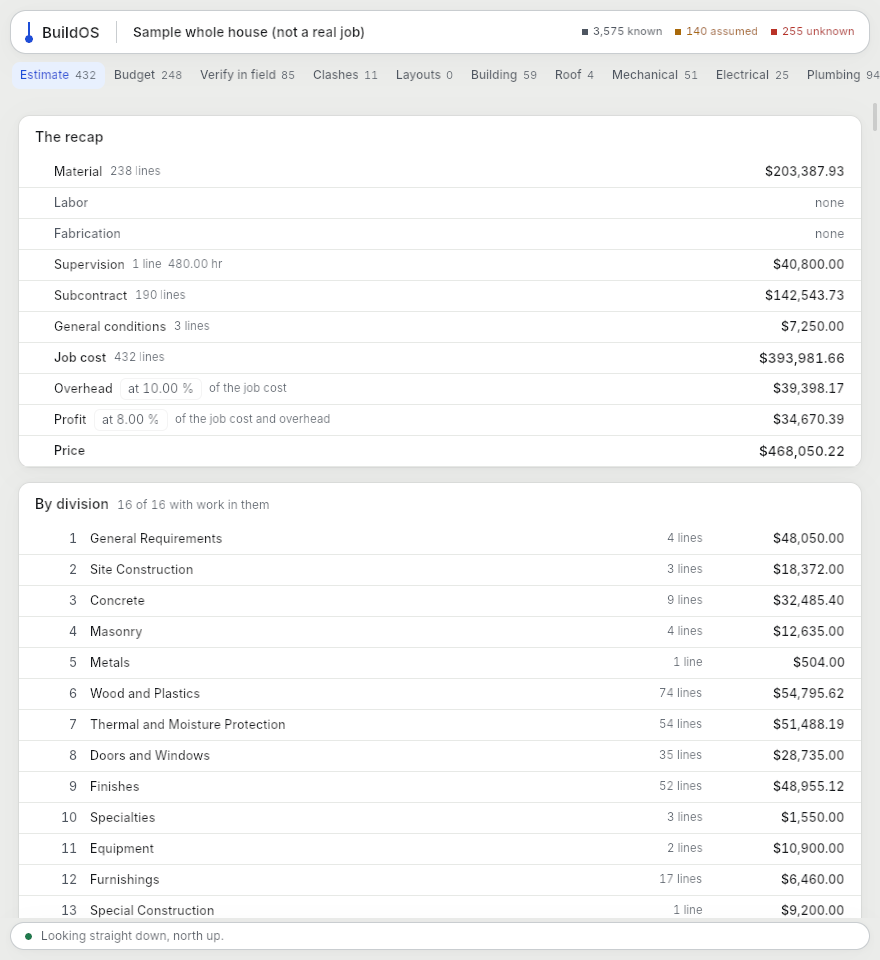 BuildOS Sample whole house (not a real job) 3,575 known 140 assumed 255 unknown
Estimate 432 Budget 248 Verify in field 85 Clashes 11 Layouts 0 Building 59 Roof 4 Mechanical 51 Electrical 25 Plumbing 94
The recap
Material 238 lines $203,387.93
Labor none
Fabrication none
Supervision 1 line 480.00 hr $40,800.00
Subcontract 190 lines $142,543.73
General conditions 3 lines $7,250.00
Job cost 432 lines $393,981.66
Overhead at 10.00 % of the job cost $39,398.17
Profit at 8.00 % of the job cost and overhead $34,670.39
Price $468,050.22
By division 16 of 16 with work in them
1 General Requirements 4 lines $48,050.00
2 Site Construction 3 lines $18,372.00
3 Concrete 9 lines $32,485.40
4 Masonry 4 lines $12,635.00
5 Metals 1 line $504.00
6 Wood and Plastics 74 lines $54,795.62
7 Thermal and Moisture Protection 54 lines $51,488.19
8 Doors and Windows 35 lines $28,735.00
9 Finishes 52 lines $48,955.12
10 Specialties 3 lines $1,550.00
11 Equipment 2 lines $10,900.00
12 Furnishings 17 lines $6,460.00
13 Special Construction 1 line $9,200.00
Looking straight down, north up.